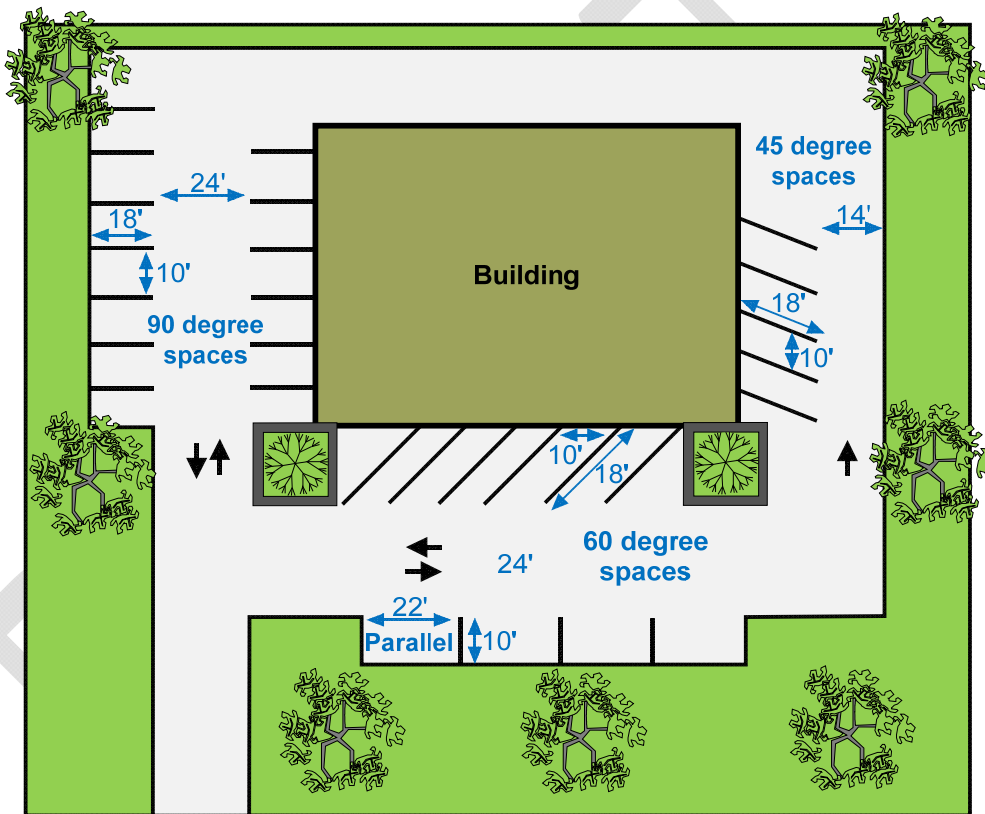 45 degree
spaces
24'
18'
14'
10'
Building
18'
90 degree
spaces
10'
10'
18'
60 degree
spaces
24'
22'
Parallel
10'